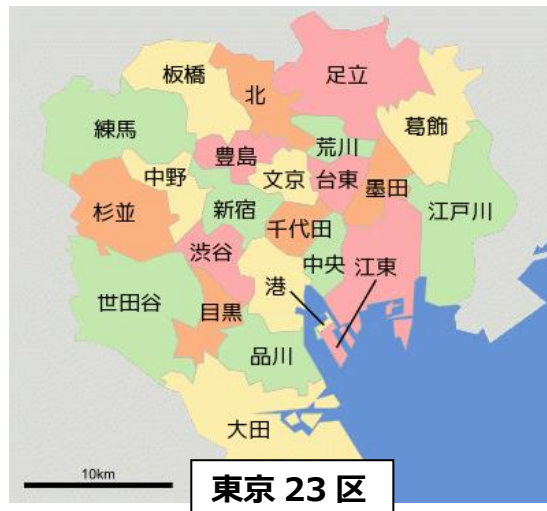 板橋
北
足立
練馬
葛飾
荒川
豊島
中野
文京
台東
墨田
杉並
新宿
江戸川
千代田
渋谷
中央
江東
港
世田谷
目黒
品川
大田
10km
東京 23 区